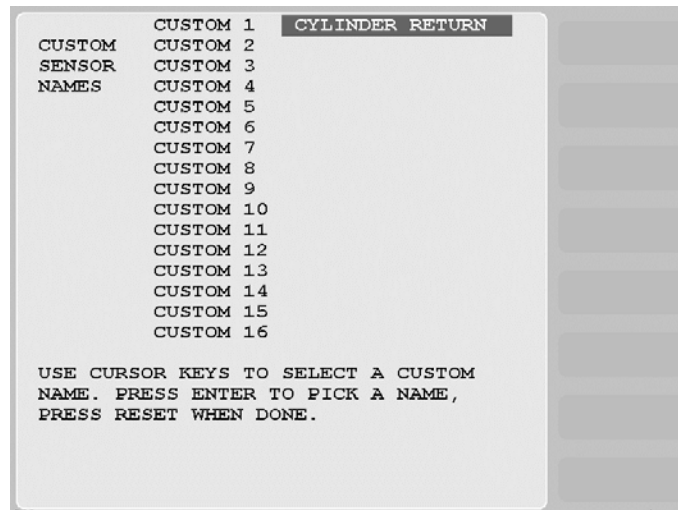 CUSTOM 1 CYLINDER RETURN
CUSTOM CUSTOM 2
SENSOR CUSTOM 3
NAMES CUSTOM 4
CUSTOM 5
CUSTOM 6
CUSTOM 7
CUSTOM 8
CUSTOM 9
CUSTOM 10
CUSTOM 11
CUSTOM 12
CUSTOM 13
CUSTOM 14
CUSTOM 15
CUSTOM 16
USE CURSOR KEYS TO SELECT A CUSTOM
NAME. PRESS ENTER TO PICK A NAME,
PRESS RESET WHEN DONE.